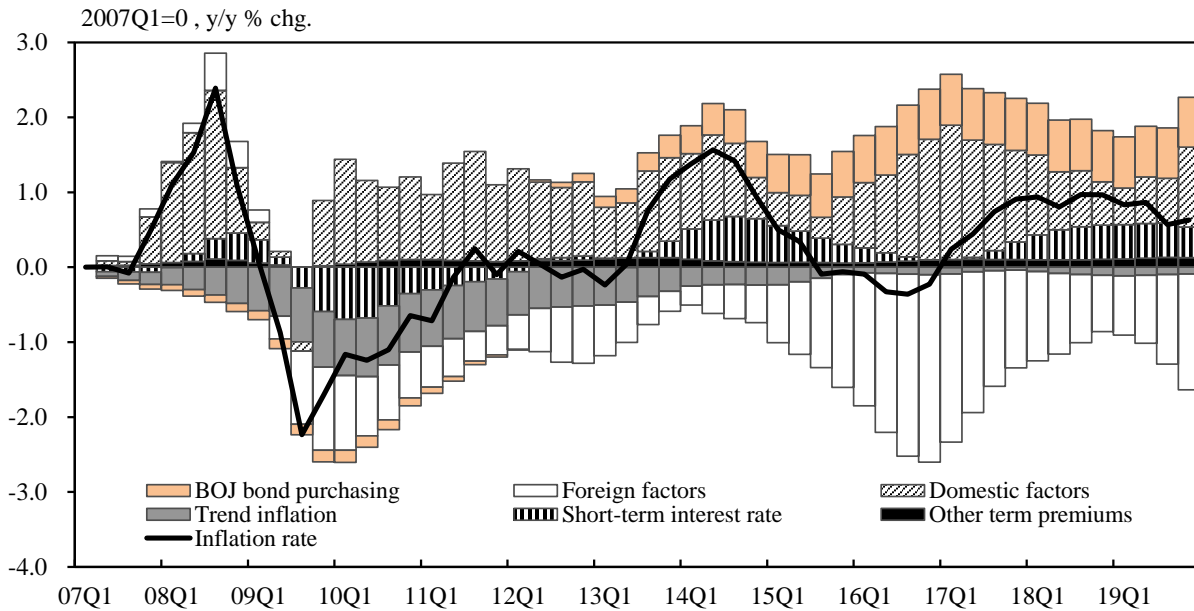 2007Q1=0 , y/y % chg.
3.0
2.0
1.0
0.0
-1.0
-2.0
-3.0
-4.0
BOJ bond purchasing
Foreign factors
Domestic factors
Trend inflation
Short-term interest rate
Other term premiums
Inflation rate
07Q1 08Q1 09Q1 10Q1 11Q1 12Q1 13Q1 14Q1 15Q1 16Q1 17Q1 18Q1 19Q1